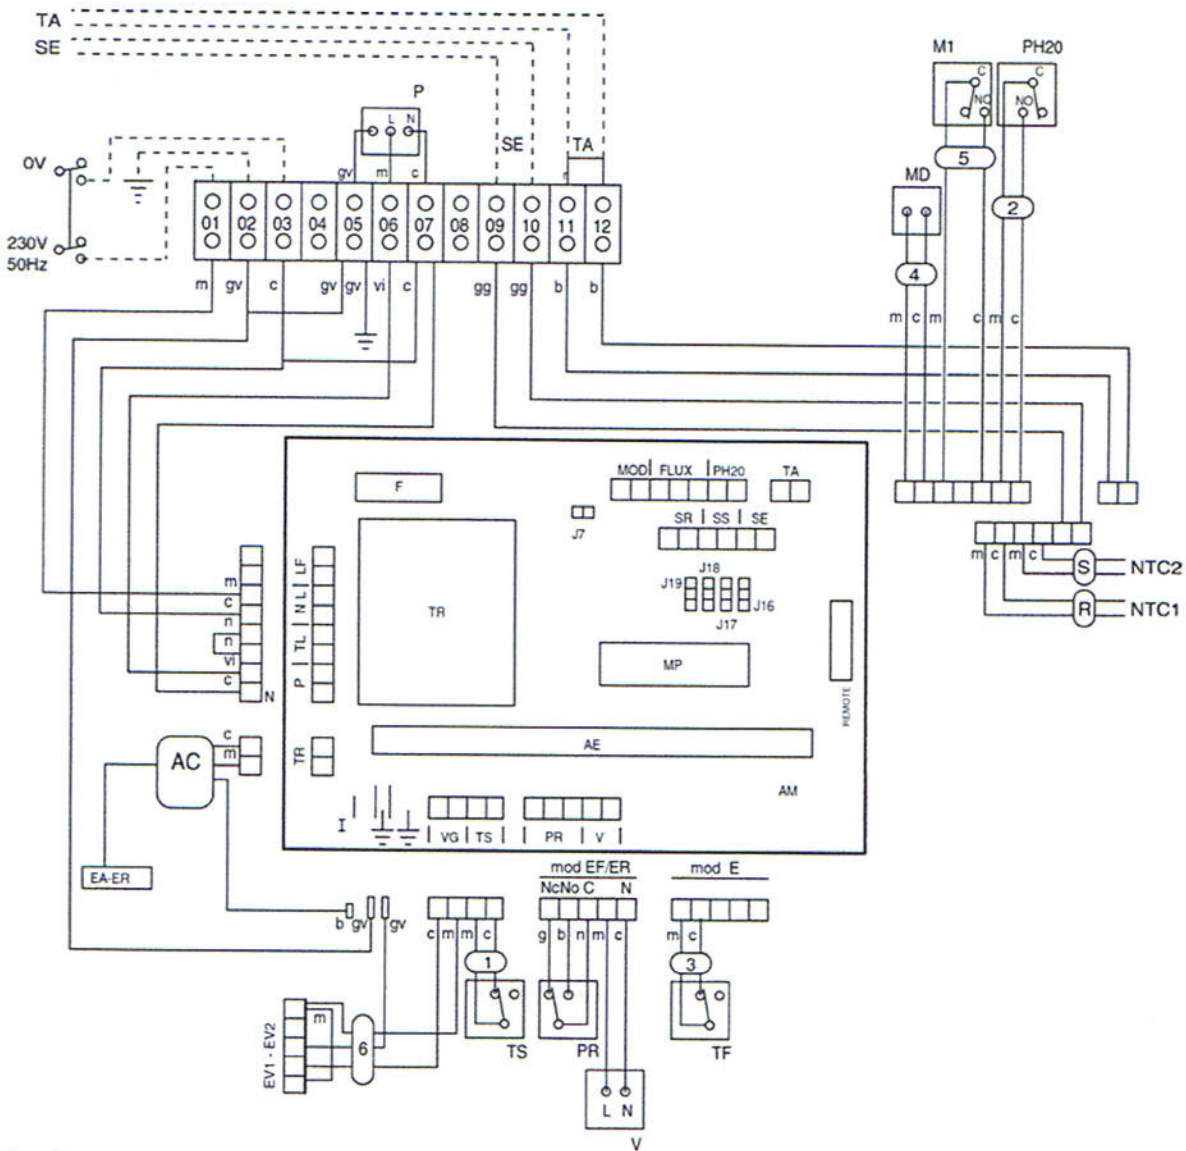 TA
SE
M1
PH20
P
C
C
NC
NO
L N
0V
SE
TA
5
gv m c
r
MD
2
01 02 03 04 05 06 07 08 09 10 11 12
230V
50Hz
4
m gv c gv gv vi c gg gg b b
m c m c m c
F
MOD FLUX PH20
TA
J7
SR SS SE
m c m c
S
NTC2
R
NTC1
J18
J19
J16
J17
m
c
n
n
vi
c
N
LF
N L
TL
P
TR
MP
REMOTE
c
m
AC
TR
AE
AM
I
VG TS
PR V
EA-ER
mod EF/ER
mod E
Nc No C N
b gv gv
c m m c
g b n m c
m c
1
3
m
6
EV1 - EV2
TS
PR
TF
L N
V